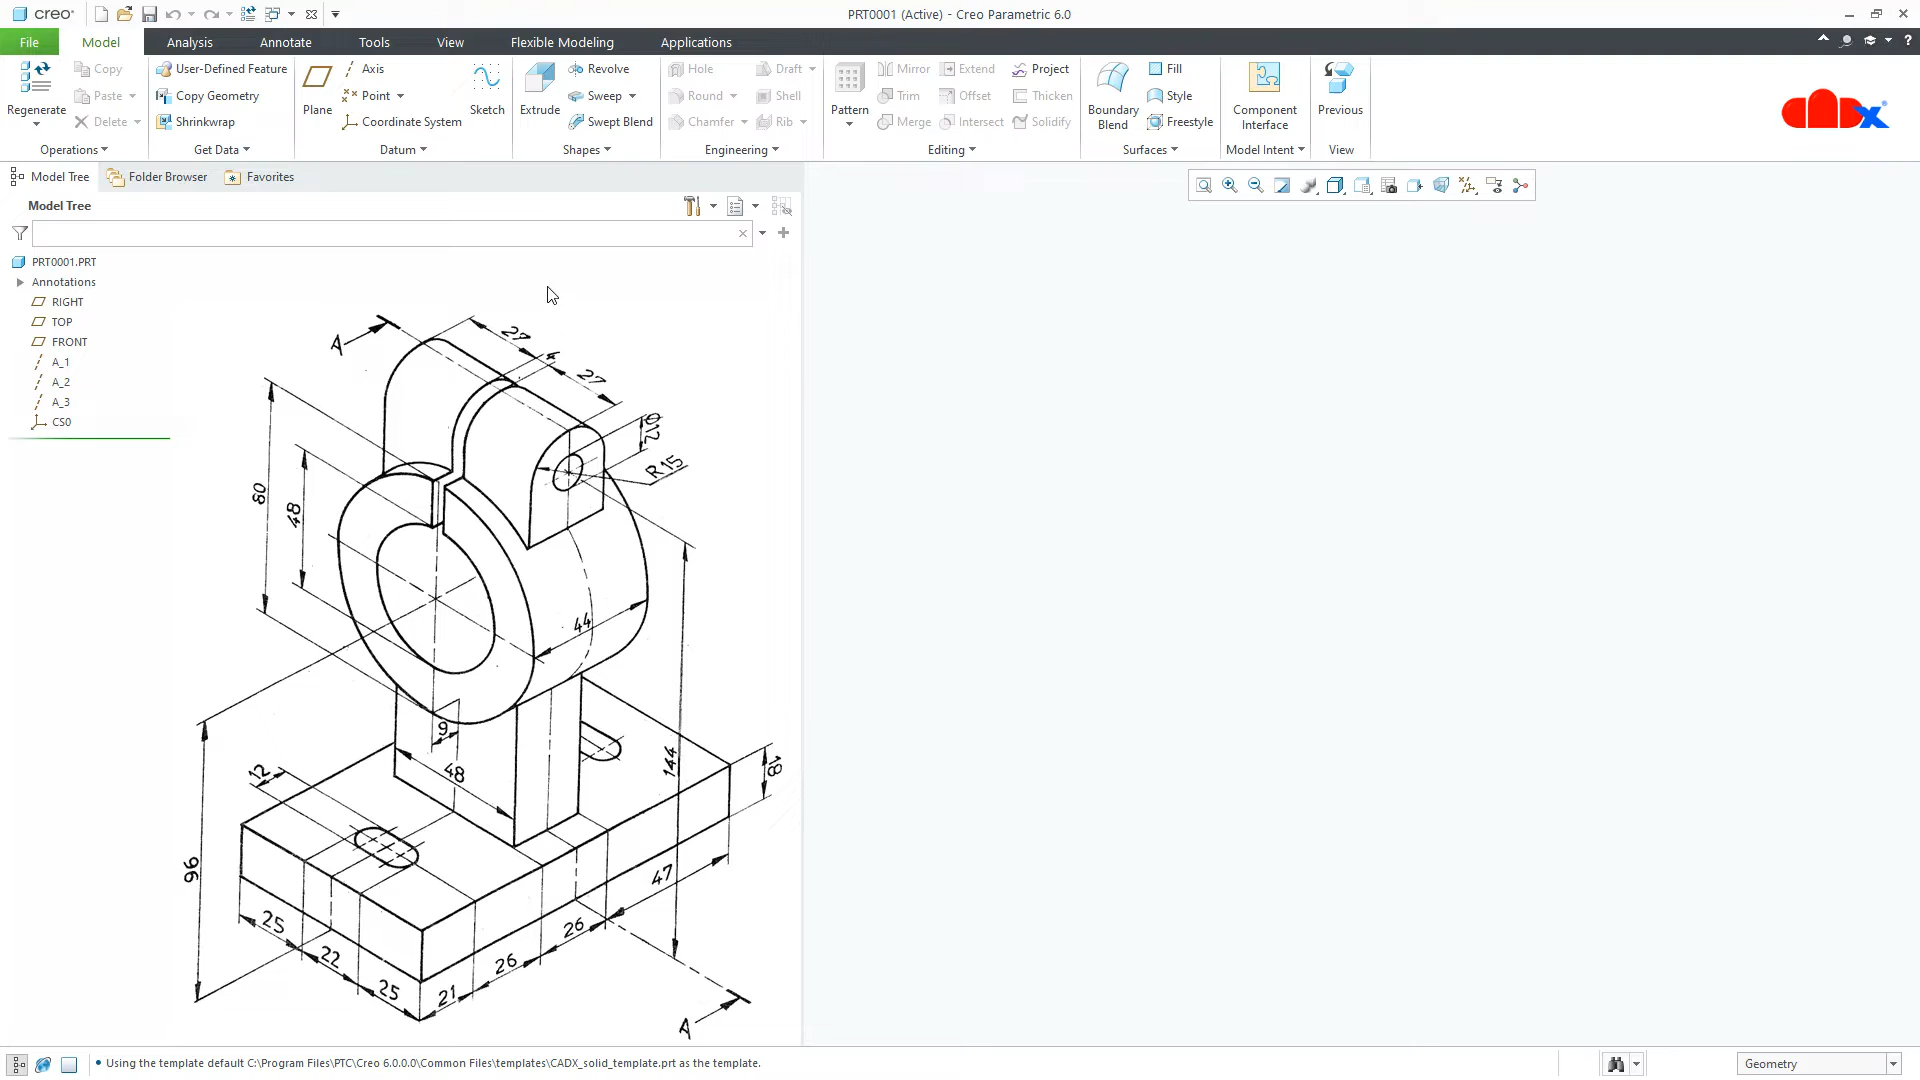 creo
PRT0001 (Active) - Creo Parametric 6.0
File Model Analysis Annotate Tools View Flexible Modeling Applications
Regenerate
Copy
Paste
Delete
Operations
User-Defined Feature
Copy Geometry
Shrinkwrap
Get Data
Plane
Axis
Point
Coordinate System
Sketch
Datum
Extrude
Revolve
Sweep
Swept Blend
Shapes
Hole
Round
Chamfer
Draft
Shell
Rib
Engineering
Pattern
Mirror
Trim
Merge
Extend
Offset
Intersect
Project
Thicken
Solidify
Editing
Boundary
Blend
Fill
Style
Freestyle
Surfaces
Component
Interface
Model Intent
Previous
View
CADX
Model Tree Folder Browser Favorites
Model Tree
PRT0001.PRT
Annotations
RIGHT
TOP
FRONT
A_1
A_2
A_3
CS0
A
27
4
27
Ø12
R15
80
48
44
9
48
12
144
18
96
47
26
26
21
25
22
25
A
Using the template default C:\Program Files\PTC\Creo 6.0.0.0\Common Files\templates\CADX_solid_template.prt as the template.
Geometry